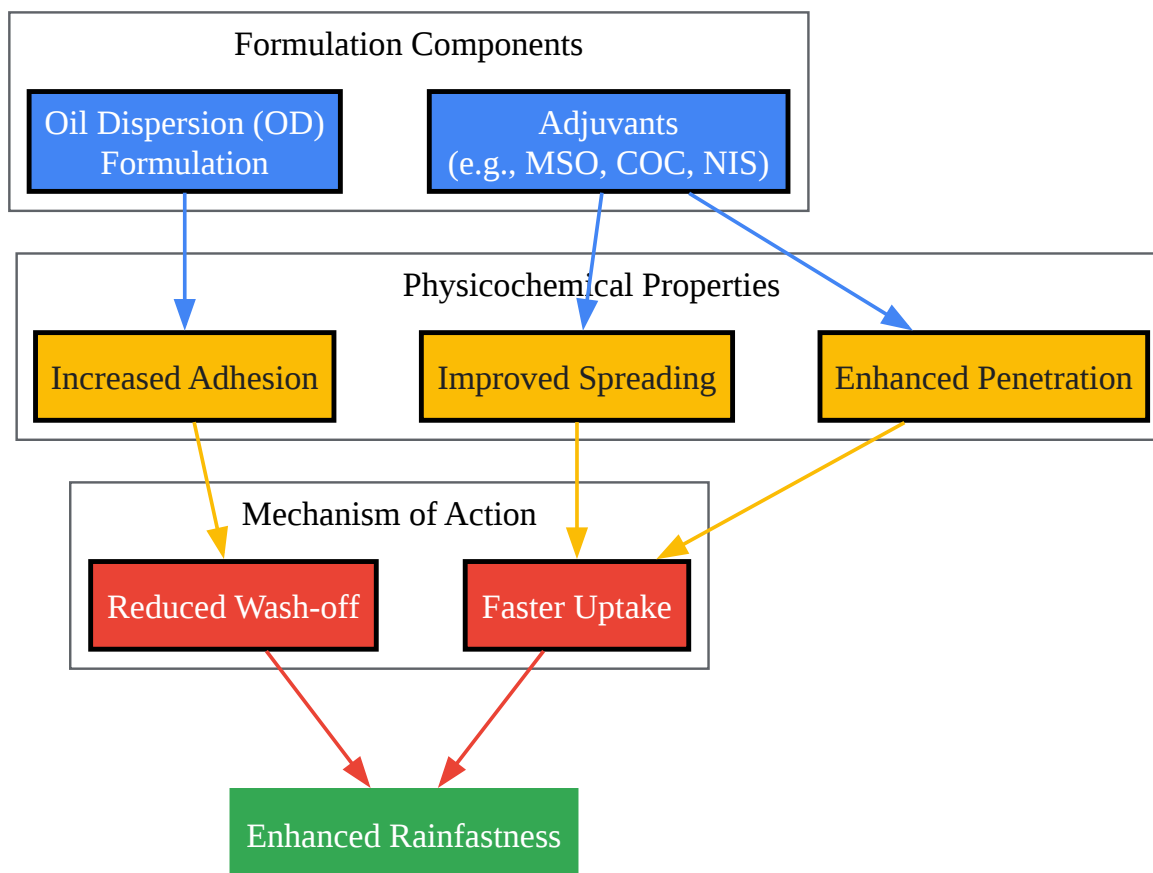 Formulation Components
Oil Dispersion (OD)
Formulation
Adjuvants
(e.g., MSO, COC, NIS)
Physicochemical Properties
Increased Adhesion
Improved Spreading
Enhanced Penetration
Mechanism of Action
Reduced Wash-off
Faster Uptake
Enhanced Rainfastness